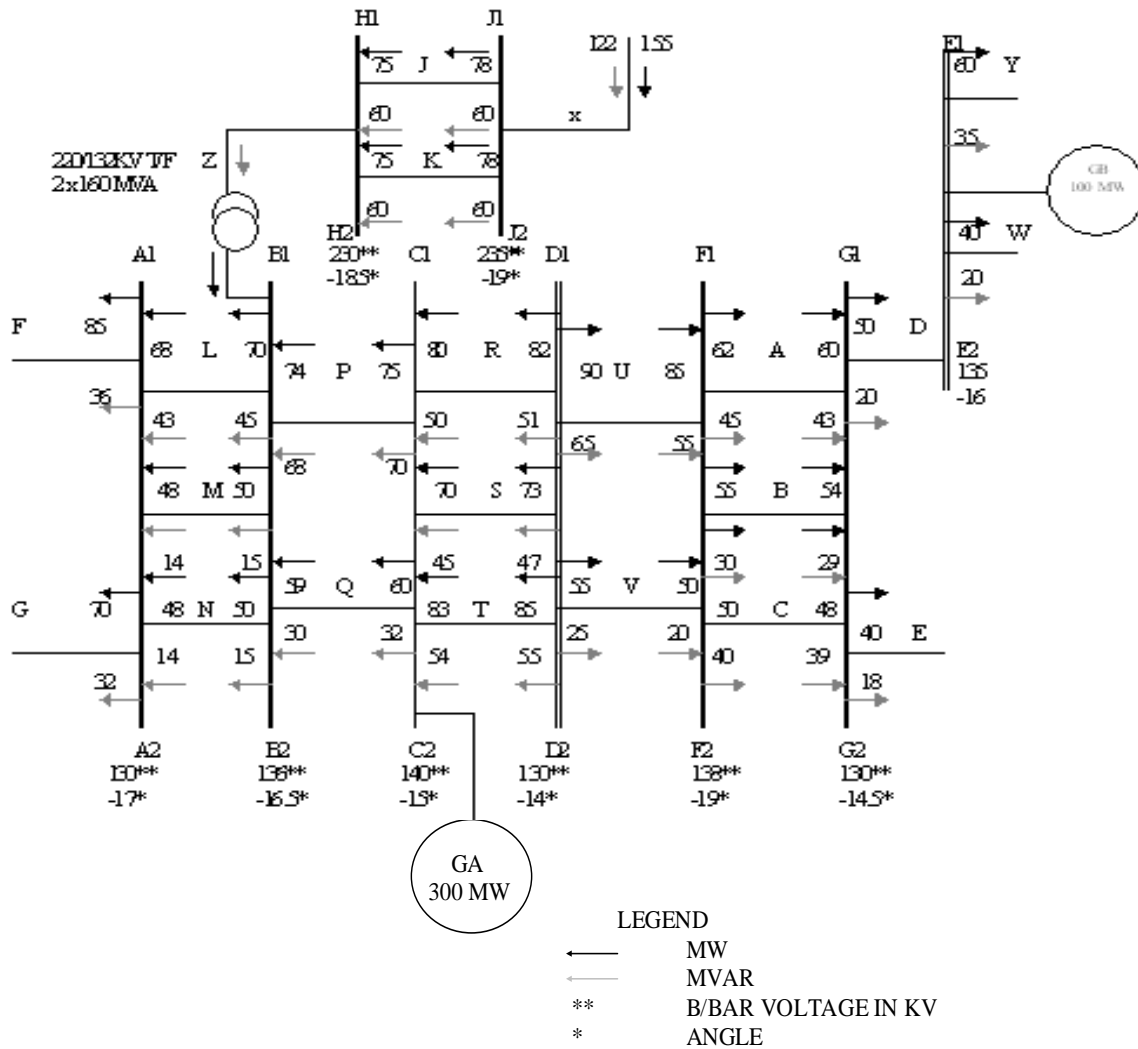 H1 J1
122 155
E1
75 J 78
60 Y
60 60 x
35
220/132KV T/F Z
2x160 MVA
75 K 78
GB
100 MW
60 60
40 W
H2 J2
A1 B1 230** C1 235** D1 F1 G1
-18.5* -19*
20
F 85
50 D
68 L 70 80 R 82 62 A 60
E2
74 P 75 90 U 85
135
-16
36 20
43 45 50 51 45 43
68 70 65 55
48 M 50 70 S 73 55 B 54
14 15 45 47 30 29
59 Q 60 55 V 50
G 70 48 N 50 83 T 85 50 C 48
40 E
30 32 25 20
14 15 54 55 40 39
32 18
A2 B2 C2 D2 F2 G2
130** 136** 140** 130** 138** 130**
-17* -16.5* -15* -14* -19* -14.5*
GA
300 MW
LEGEND
MW
MVAR
** B/BAR VOLTAGE IN KV
* ANGLE